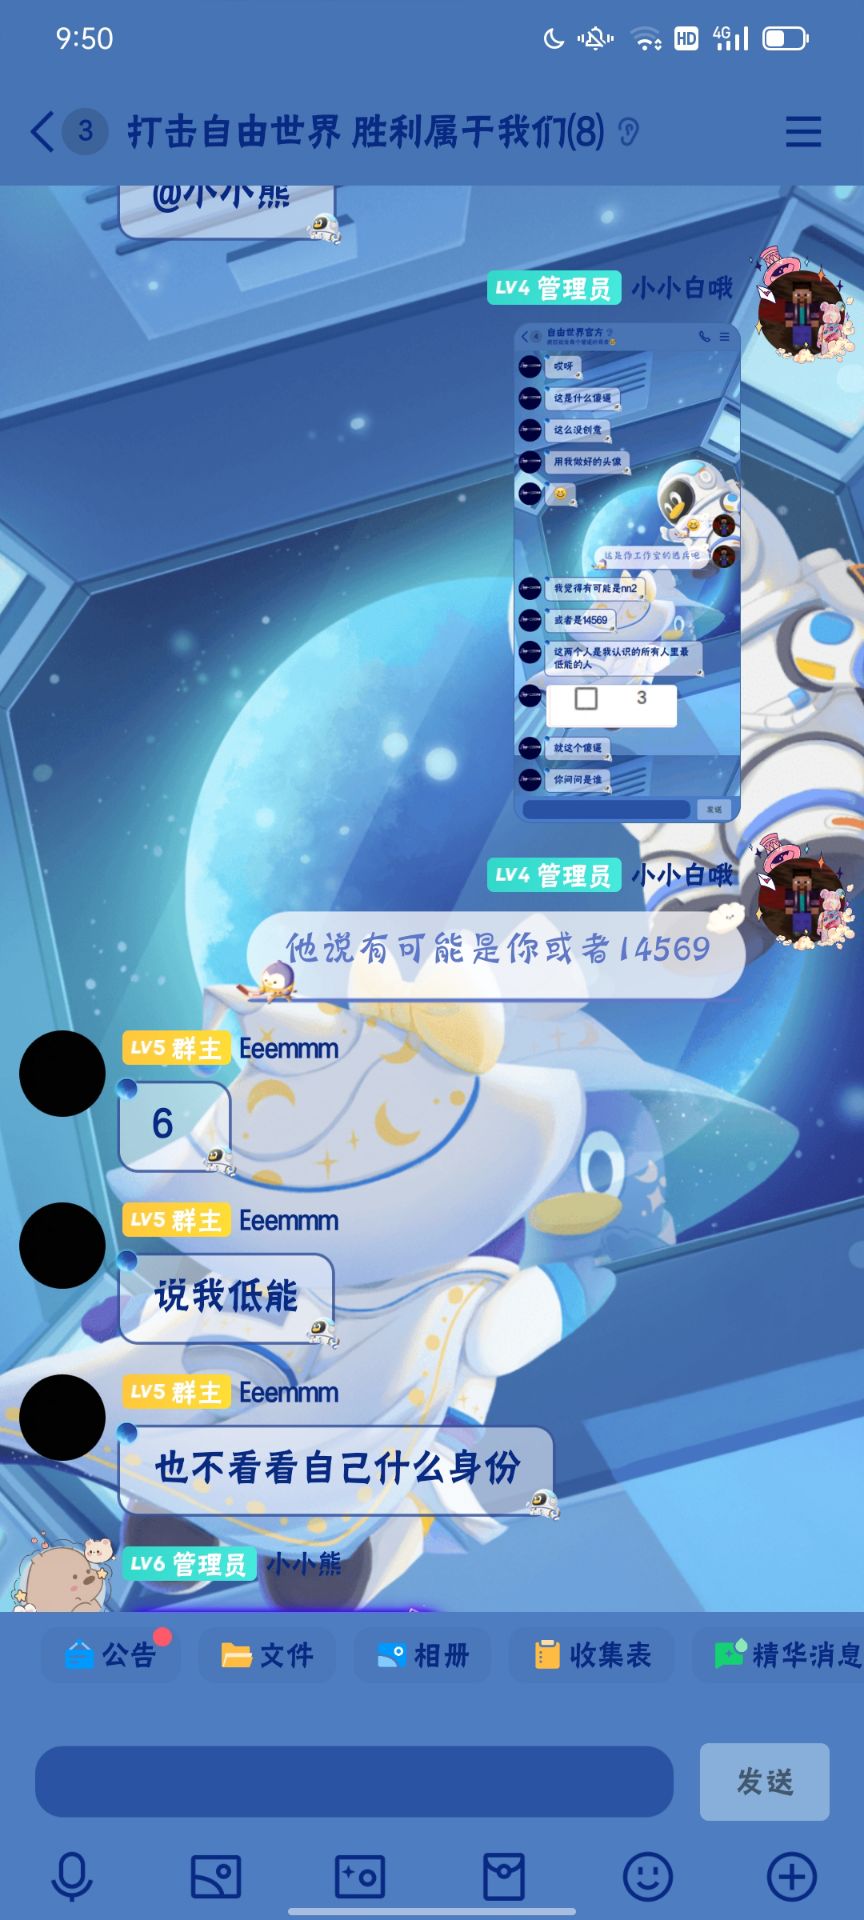 9:50
HD
4G
3
打击自由世界 胜利属于我们(8)
@小小熊
LV4 管理员 小小白哦
自由世界官方
哎呀
这是什么傻逼
这么没创意
用我做好的头像
这是你工作室的逃兵吧
我觉得有可能是nn2
或者是14569
这两个人是我认识的所有人里最
低能的人
3
就这个傻逼
你问问是谁
发送
LV4 管理员 小小白哦
他说有可能是你或者14569
LV5 群主 Eeemmm
6
LV5 群主 Eeemmm
说我低能
LV5 群主 Eeemmm
也不看看自己什么身份
LV6 管理员 小小熊
公告 文件 相册 收集表 精华消息
发送